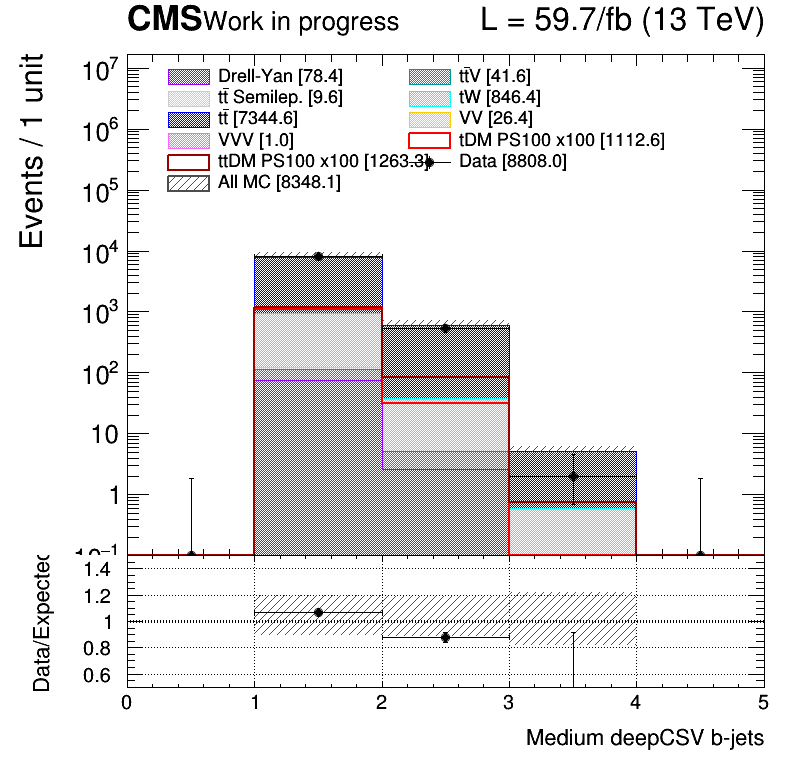 CMS Work in progress L = 59.7/fb (13 TeV)
Events / 1 unit
10⁷
10⁶
10⁵
10⁴
10³
10²
10
1
10⁻¹
Drell-Yan [78.4]
tt̄ Semilep. [9.6]
tt̄ [7344.6]
VVV [1.0]
ttDM PS100 x100 [1263.3]
All MC [8348.1]
tt̄V [41.6]
tW [846.4]
VV [26.4]
tDM PS100 x100 [1112.6]
Data [8808.0]
Data/Expected
1.4
1.2
1
0.8
0.6
0 1 2 3 4 5
Medium deepCSV b-jets